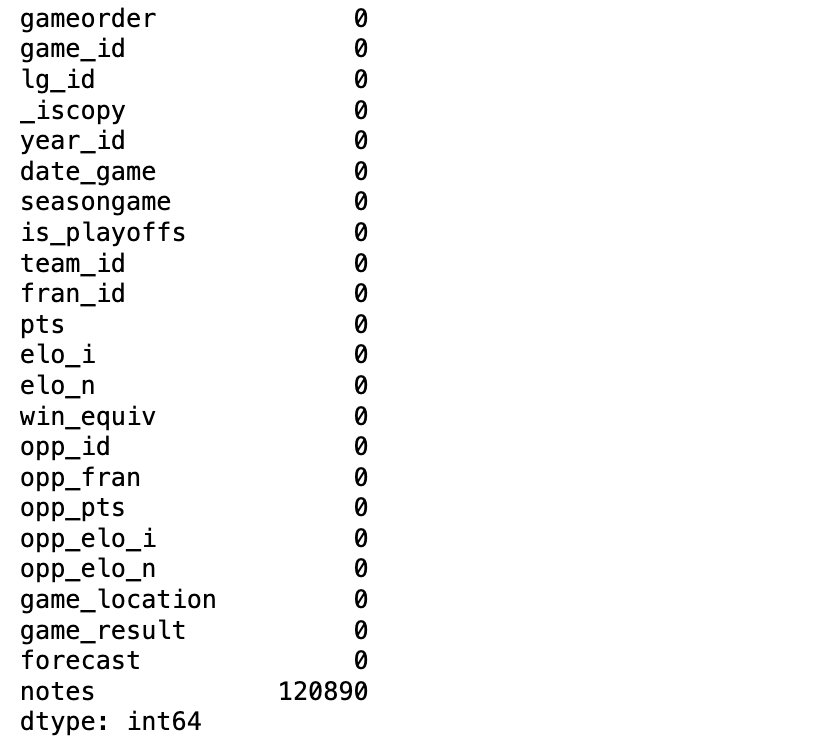 gameorder 0
game_id 0
lg_id 0
_iscopy 0
year_id 0
date_game 0
seasongame 0
is_playoffs 0
team_id 0
fran_id 0
pts 0
elo_i 0
elo_n 0
win_equiv 0
opp_id 0
opp_fran 0
opp_pts 0
opp_elo_i 0
opp_elo_n 0
game_location 0
game_result 0
forecast 0
notes 120890
dtype: int64